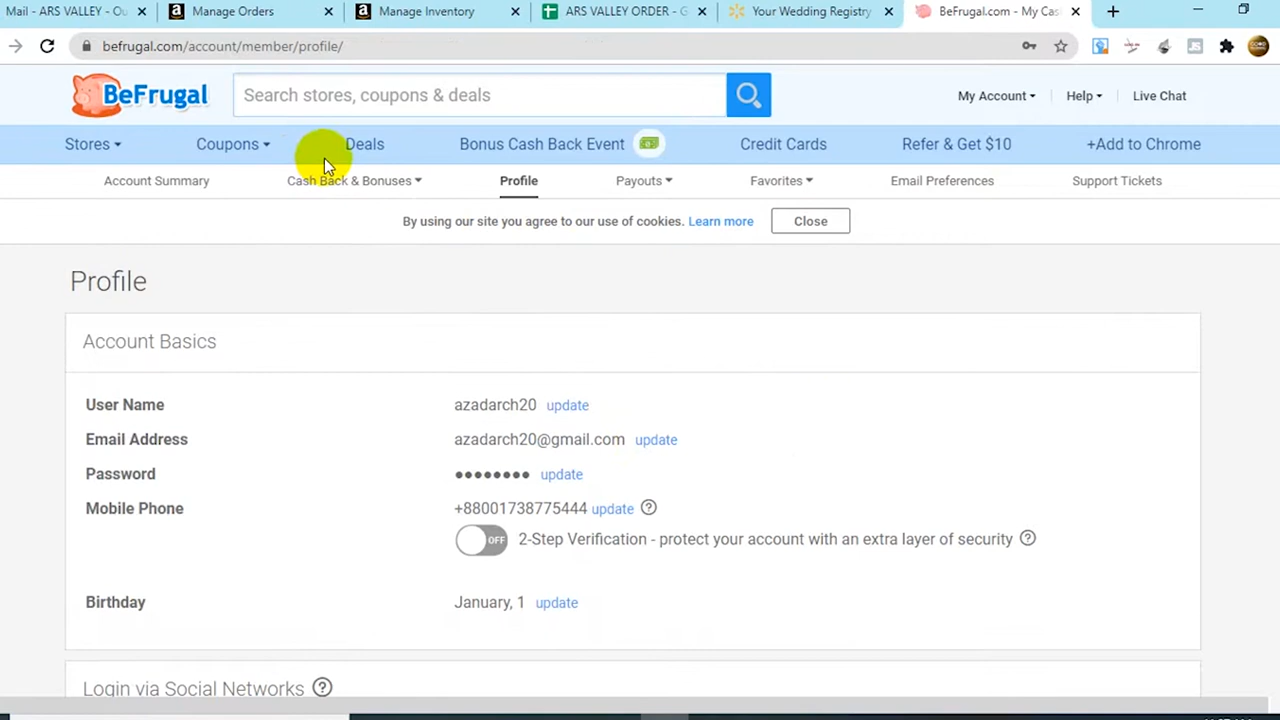 Mail - ARS VALLEY - Ou
Manage Orders
Manage Inventory
ARS VALLEY ORDER - G
Your Wedding Registry
BeFrugal.com - My Cas
befrugal.com/account/member/profile/
JS
BeFrugal
Search stores, coupons & deals
My Account
Help
Live Chat
Stores
Coupons
Deals
Bonus Cash Back Event
Credit Cards
Refer & Get $10
+Add to Chrome
Account Summary
Cash Back & Bonuses
Profile
Payouts
Favorites
Email Preferences
Support Tickets
By using our site you agree to our use of cookies. Learn more
Close
Profile
Account Basics
User Name
azadarch20 update
Email Address
azadarch20@gmail.com update
Password
•••••••• update
Mobile Phone
+88001738775444 update
OFF
2-Step Verification - protect your account with an extra layer of security
Birthday
January, 1 update
Login via Social Networks